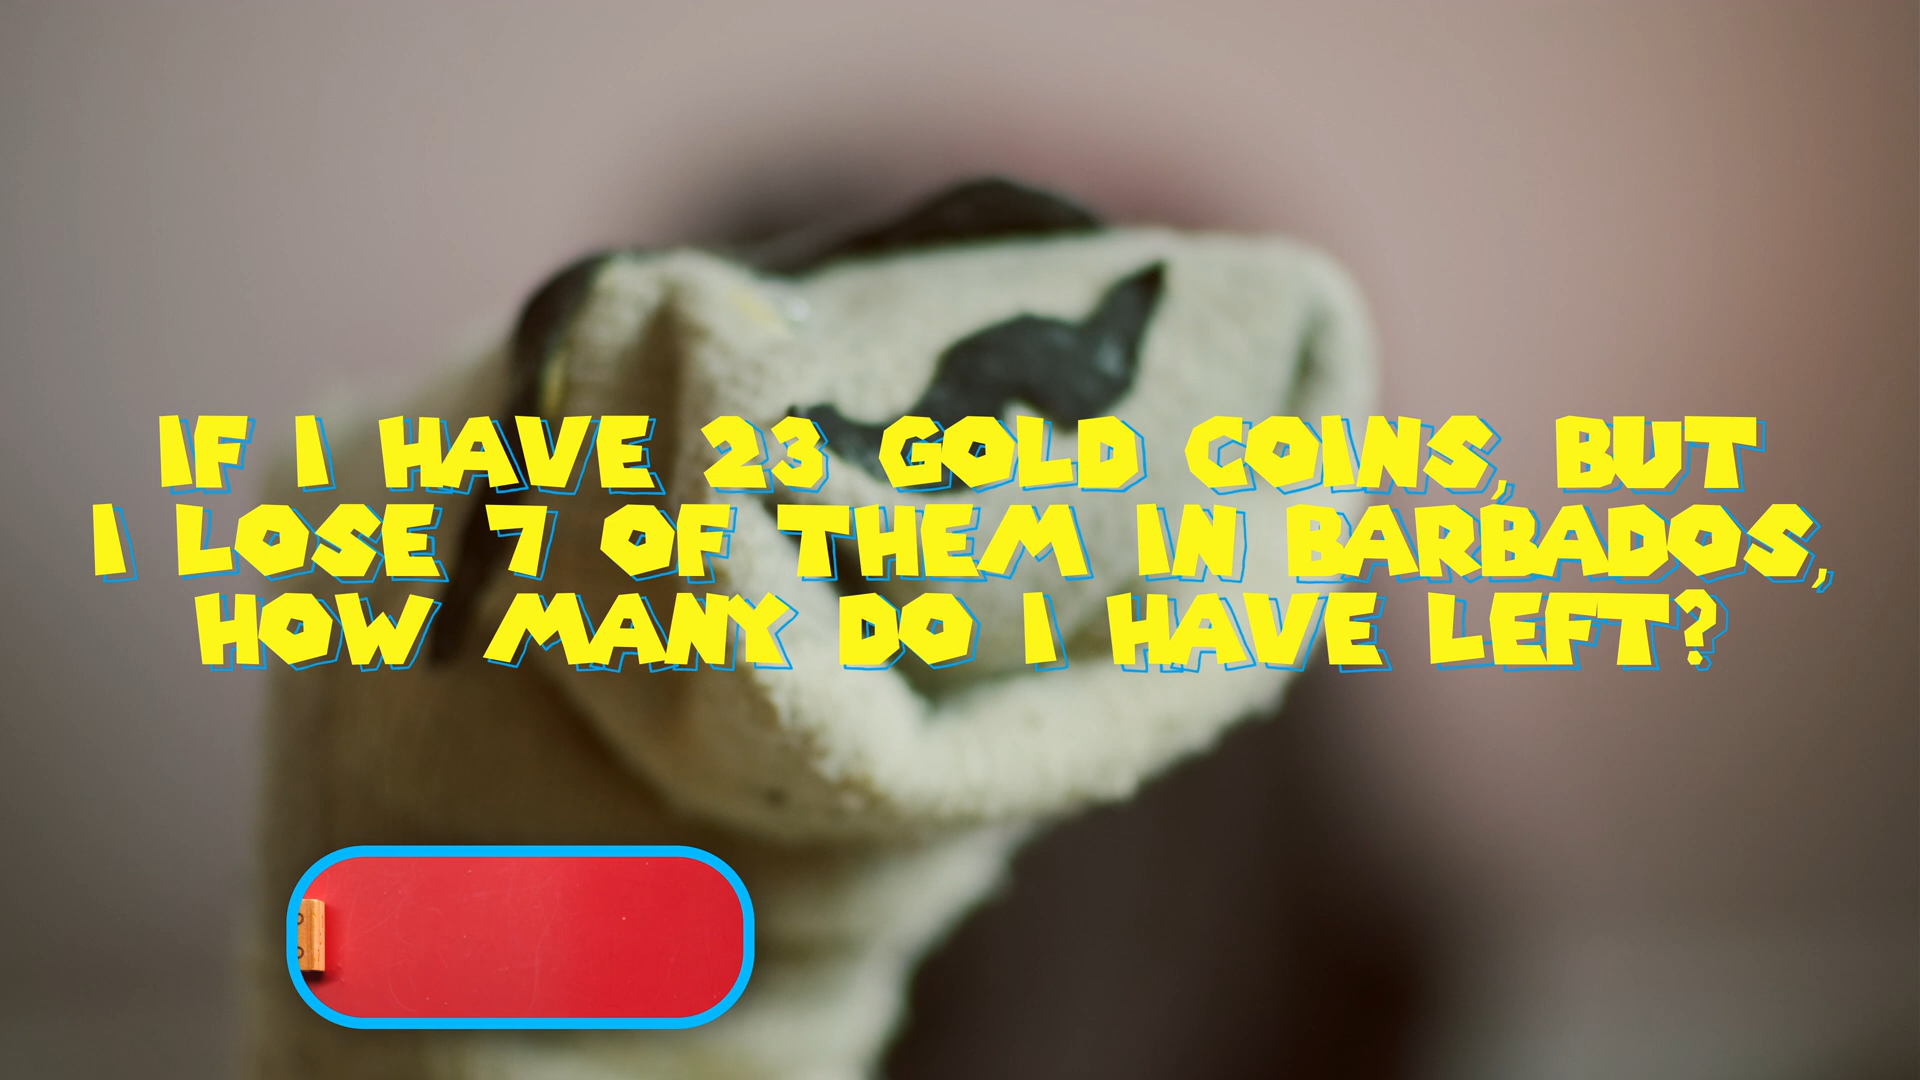 IF I HAVE 23 GOLD COINS, BUT
I LOSE 7 OF THEM IN BARBADOS,
HOW MANY DO I HAVE LEFT?